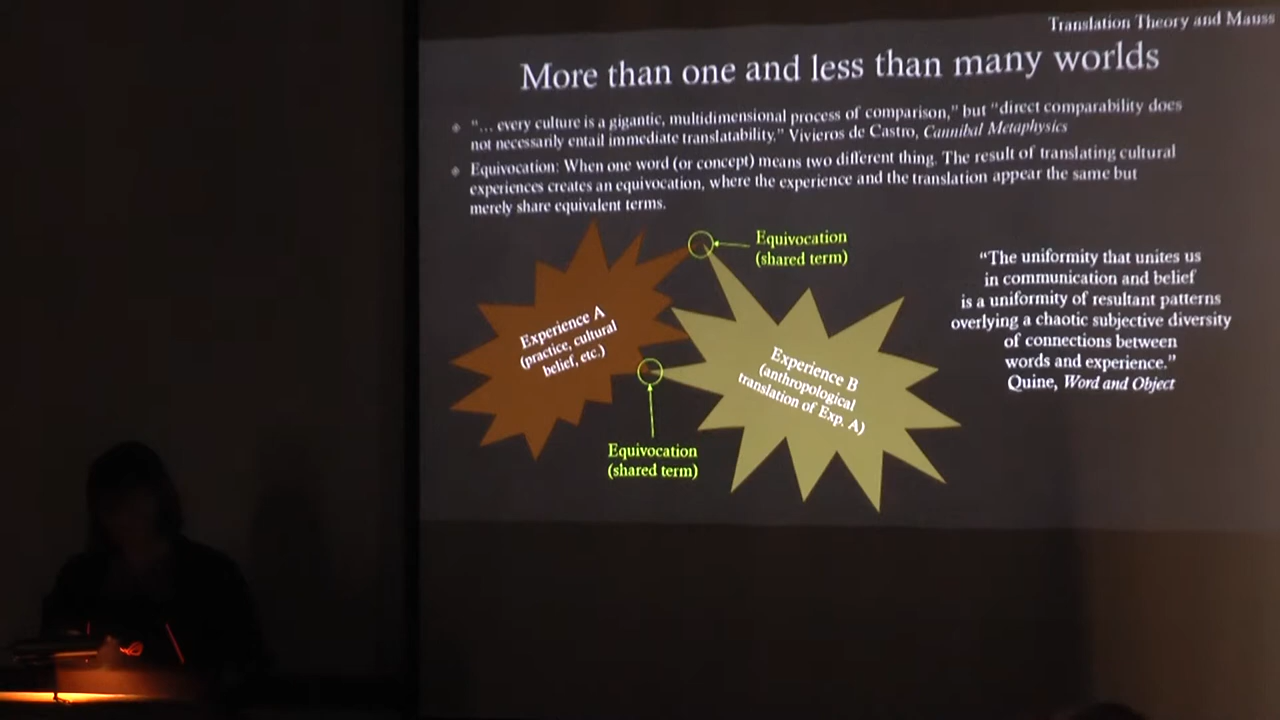 Translation Theory and Mauss
More than one and less than many worlds
"... every culture is a gigantic, multidimensional process of comparison," but "direct comparability does
not necessarily entail immediate translatability." Vivieros de Castro, Cannibal Metaphysics
Equivocation: When one word (or concept) means two different thing. The result of translating cultural
experiences creates an equivocation, where the experience and the translation appear the same but
merely share equivalent terms.
Equivocation
(shared term)
Experience A
(practice, cultural
belief, etc.)
Experience B
(anthropological
translation of Exp. A)
Equivocation
(shared term)
"The uniformity that unites us
in communication and belief
is a uniformity of resultant patterns
overlying a chaotic subjective diversity
of connections between
words and experience."
Quine, Word and Object